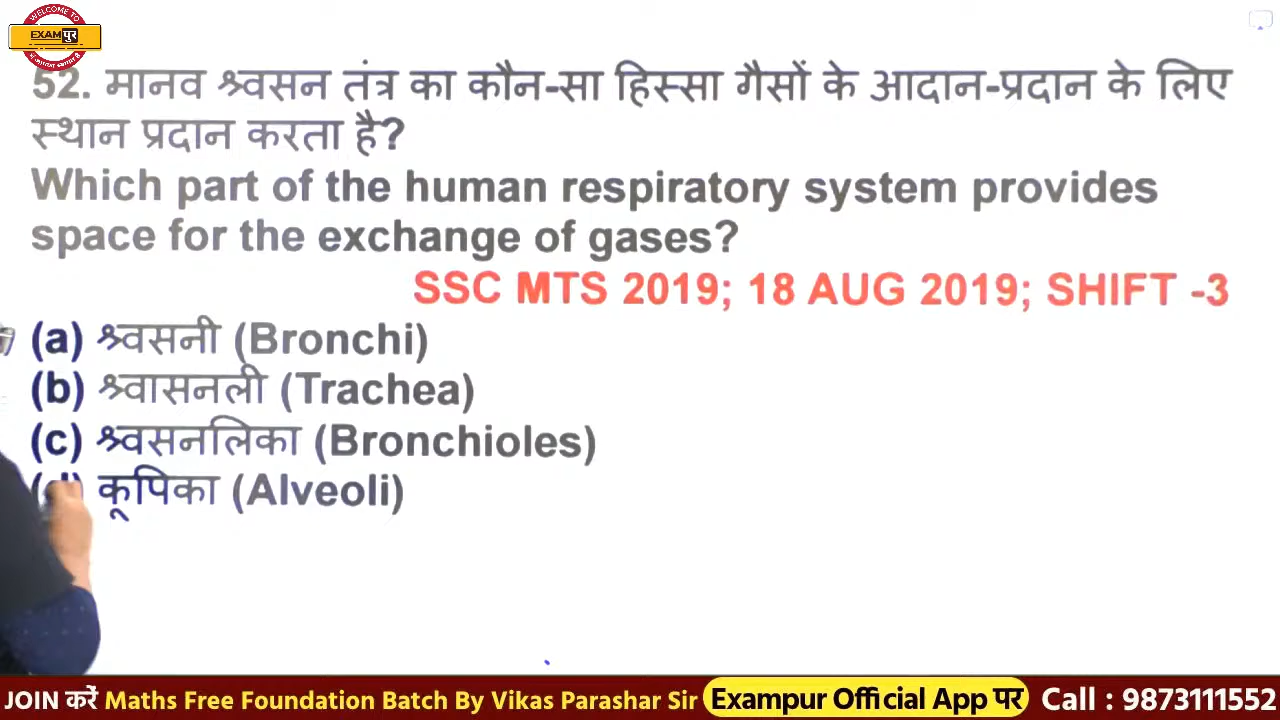 WELCOME TO
EXAMपुर
52. मानव श्र्वसन तंत्र का कौन-सा हिस्सा गैसों के आदान-प्रदान के लिए
स्थान प्रदान करता है?
Which part of the human respiratory system provides
space for the exchange of gases?
SSC MTS 2019; 18 AUG 2019; SHIFT -3
(a) श्र्वसनी (Bronchi)
(b) श्र्वासनली (Trachea)
(c) श्र्वसनलिका (Bronchioles)
(d) कूपिका (Alveoli)
JOIN करें Maths Free Foundation Batch By Vikas Parashar Sir Exampur Official App पर Call : 9873111552